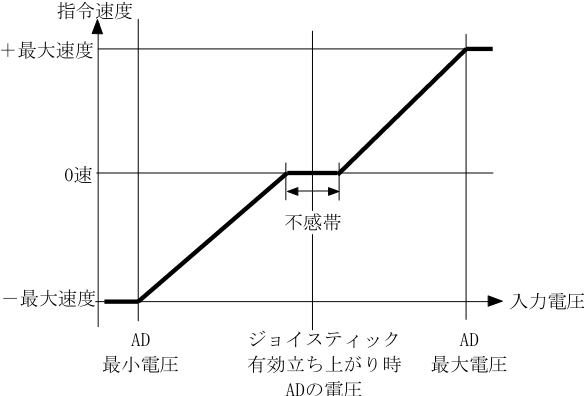 指令速度
＋最大速度
0速
不感帯
－最大速度
入力電圧
AD
最小電圧
ジョイスティック
有効立ち上がり時
ADの電圧
AD
最大電圧